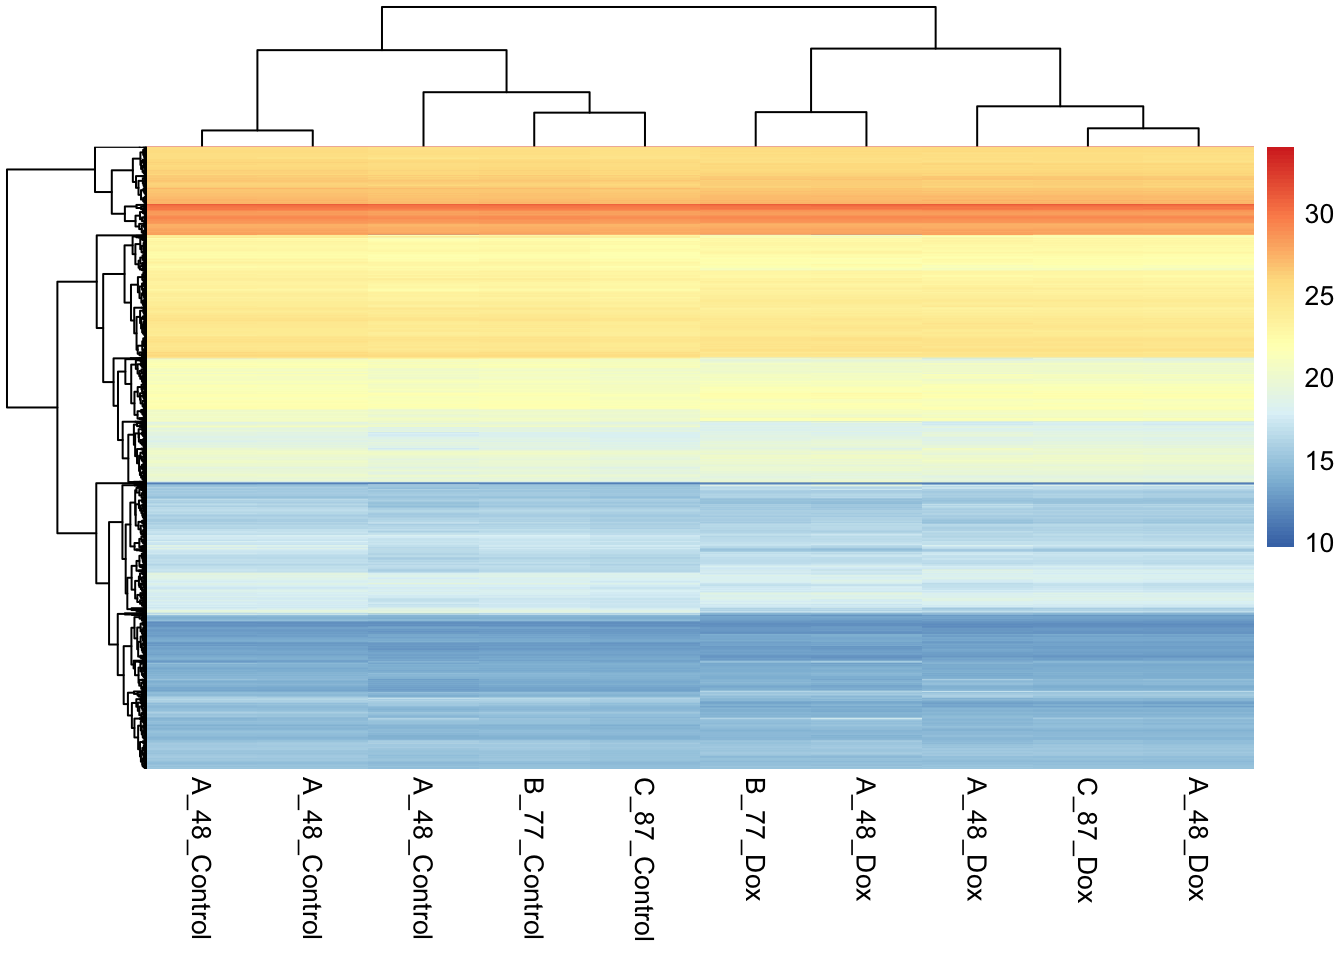 30
25
20
15
10
A_48_Control
A_48_Control
A_48_Control
B_77_Control
C_87_Control
B_77_Dox
A_48_Dox
A_48_Dox
C_87_Dox
A_48_Dox